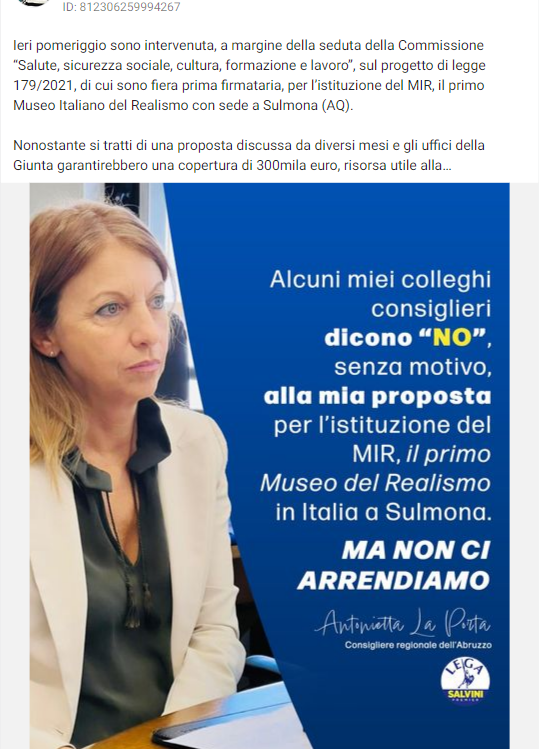 ID: 812306259994267
Ieri pomeriggio sono intervenuta, a margine della seduta della Commissione
“Salute, sicurezza sociale, cultura, formazione e lavoro”, sul progetto di legge
179/2021, di cui sono fiera prima firmataria, per l’istituzione del MIR, il primo
Museo Italiano del Realismo con sede a Sulmona (AQ).
Nonostante si tratti di una proposta discussa da diversi mesi e gli uffici della
Giunta garantirebbero una copertura di 300mila euro, risorsa utile alla…
Alcuni miei colleghi
consiglieri
dicono “NO”,
senza motivo,
alla mia proposta
per l’istituzione del
MIR, il primo
Museo del Realismo
in Italia a Sulmona.
MA NON CI
ARRENDIAMO
Antonietta La Porta
Consigliere regionale dell’Abruzzo
LEGA
SALVINI
PREMIER